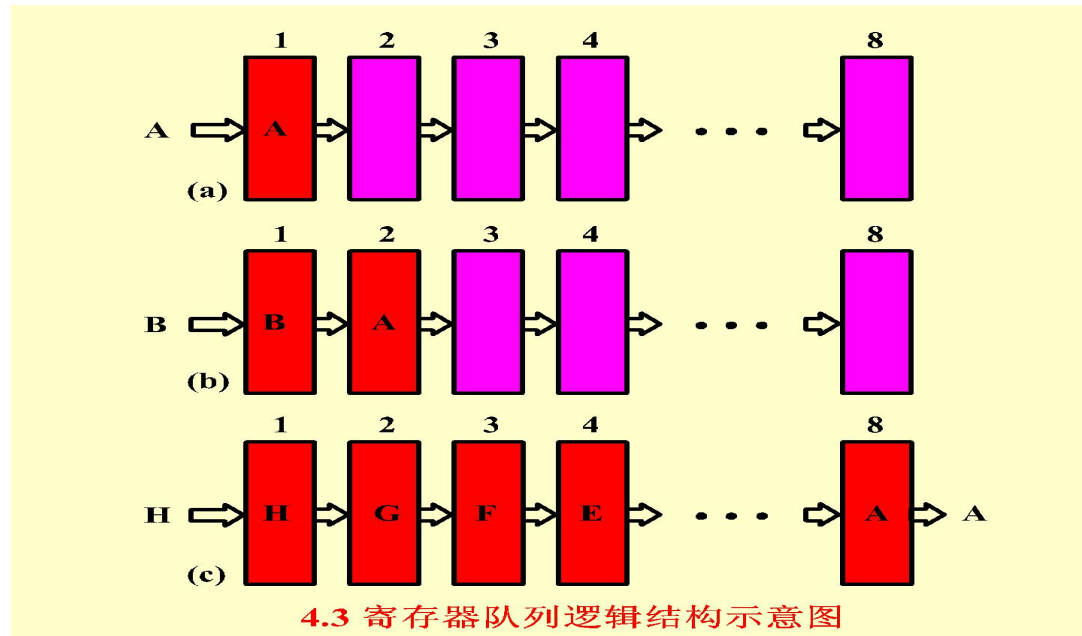 1 2 3 4 8
A A • • •
(a)
1 2 3 4 8
B B A • • •
(b)
1 2 3 4 8
H H G F E • • • A A
(c)
4.3 寄存器队列逻辑结构示意图